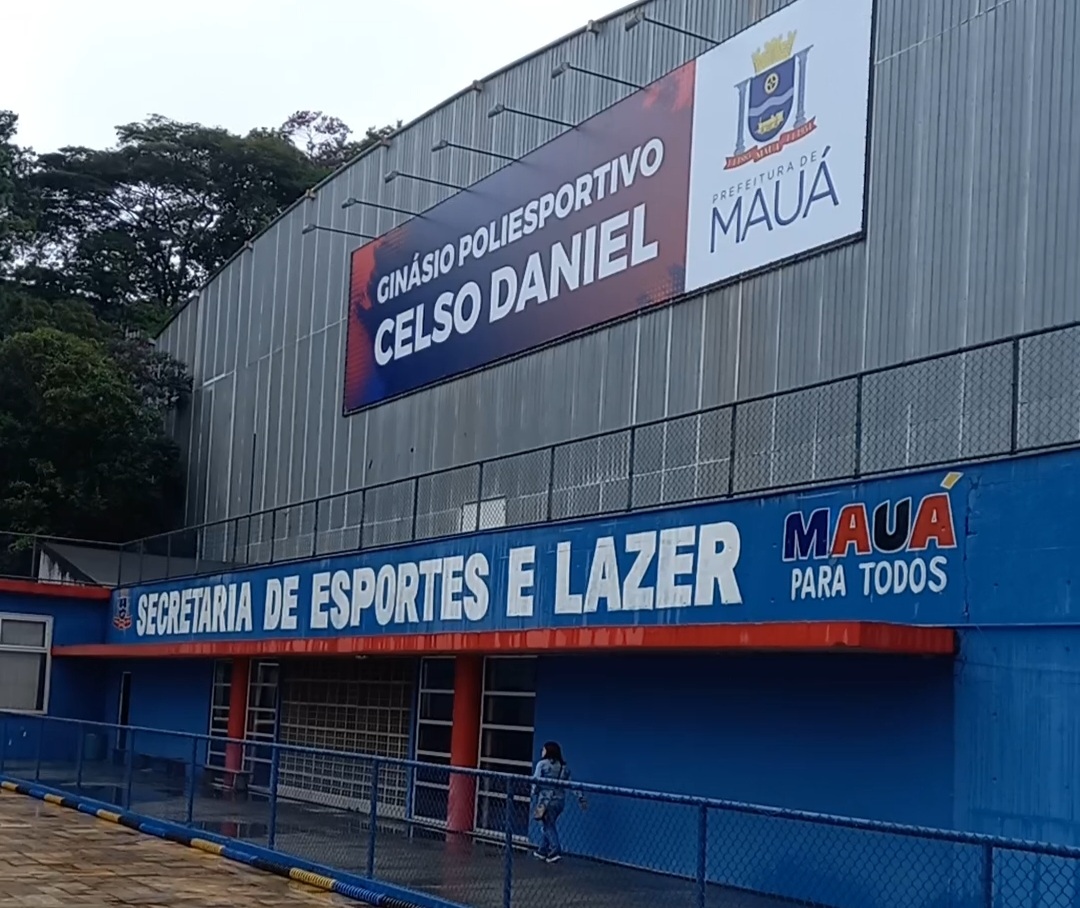 GINÁSIO POLIESPORTIVO
CELSO DANIEL
PREFEITURA DE
MAUÁ
SECRETARIA DE ESPORTES E LAZER
MAUÁ
PARA TODOS